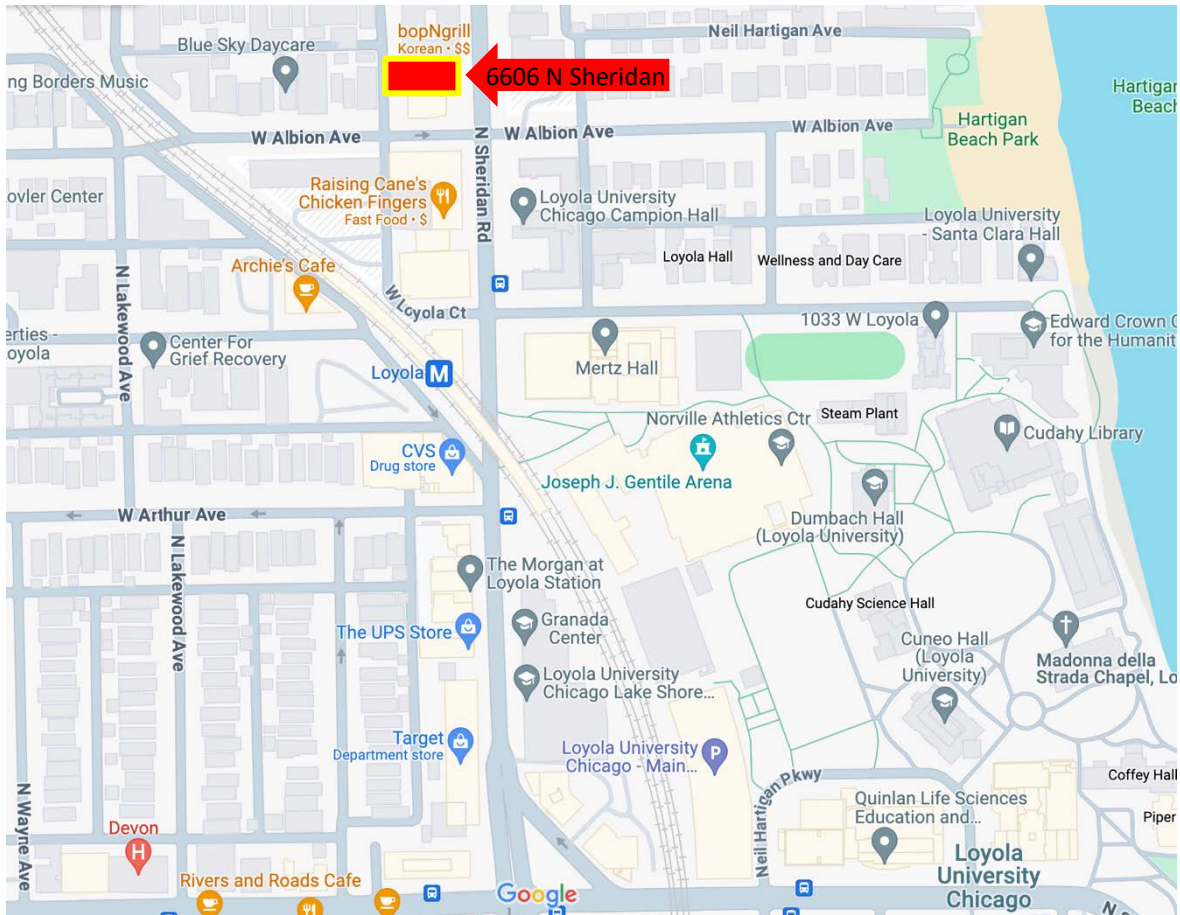 bopNgrill
Korean • $$
Neil Hartigan Ave
Blue Sky Daycare
ng Borders Music
6606 N Sheridan
Hartigan
Beach
W Albion Ave
W Albion Ave
W Albion Ave
Hartigan
Beach Park
N Sheridan Rd
Raising Cane's
Chicken Fingers
Fast Food • $
Loyola University
Chicago Campion Hall
ovler Center
Loyola University
- Santa Clara Hall
Loyola Hall
Wellness and Day Care
Archie's Cafe
N Lakewood Ave
W Loyola Ct
1033 W Loyola
Edward Crown C
for the Humanit
erties -
oyola
Center For
Grief Recovery
Mertz Hall
Loyola
M
Steam Plant
Norville Athletics Ctr
Cudahy Library
CVS
Drug store
Joseph J. Gentile Arena
W Arthur Ave
Dumbach Hall
(Loyola University)
N Lakewood Ave
The Morgan at
Loyola Station
Cudahy Science Hall
Granada
Center
The UPS Store
Cuneo Hall
(Loyola
University)
Madonna della
Strada Chapel, Lo
Loyola University
Chicago Lake Shore...
Target
Department store
Loyola University
Chicago - Main...
P
Neil Hartigan Pkwy
Coffey Hall
N Wayne Ave
Quinlan Life Sciences
Education and...
Piper
Devon
H
Loyola
University
Chicago
Rivers and Roads Cafe
Google
N S